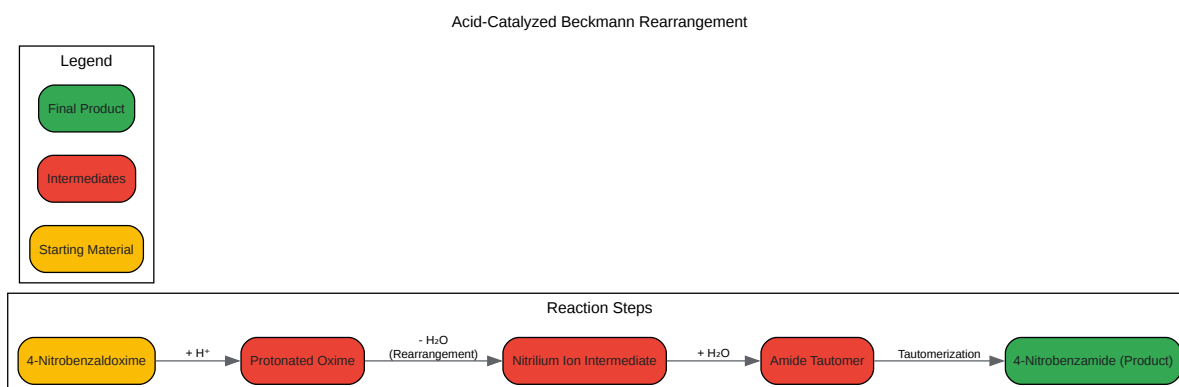 Acid-Catalyzed Beckmann Rearrangement
Legend
Final Product
Intermediates
Starting Material
Reaction Steps
4-Nitrobenzaldoxime
+ H⁺
Protonated Oxime
- H₂O
(Rearrangement)
Nitrilium Ion Intermediate
+ H₂O
Amide Tautomer
Tautomerization
4-Nitrobenzamide (Product)